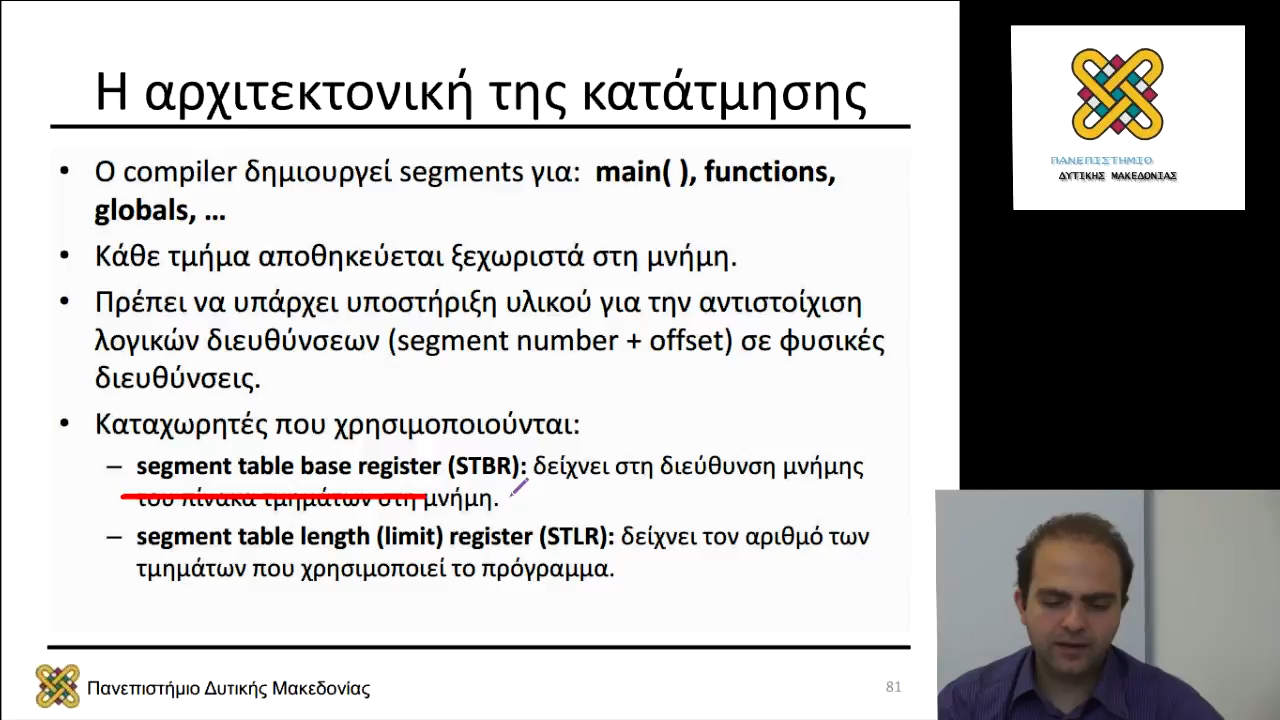 Η αρχιτεκτονική της κατάτμησης
• Ο compiler δημιουργεί segments για: main( ), functions,
globals, …
• Κάθε τμήμα αποθηκεύεται ξεχωριστά στη μνήμη.
• Πρέπει να υπάρχει υποστήριξη υλικού για την αντιστοίχιση
λογικών διευθύνσεων (segment number + offset) σε φυσικές
διευθύνσεις.
• Καταχωρητές που χρησιμοποιούνται:
– segment table base register (STBR): δείχνει στη διεύθυνση μνήμης
του πίνακα τμημάτων στη μνήμη.
– segment table length (limit) register (STLR): δείχνει τον αριθμό των
τμημάτων που χρησιμοποιεί το πρόγραμμα.
Πανεπιστήμιο Δυτικής Μακεδονίας
81
ΠΑΝΕΠΙΣΤΗΜΙΟ
ΔΥΤΙΚΗΣ ΜΑΚΕΔΟΝΙΑΣ